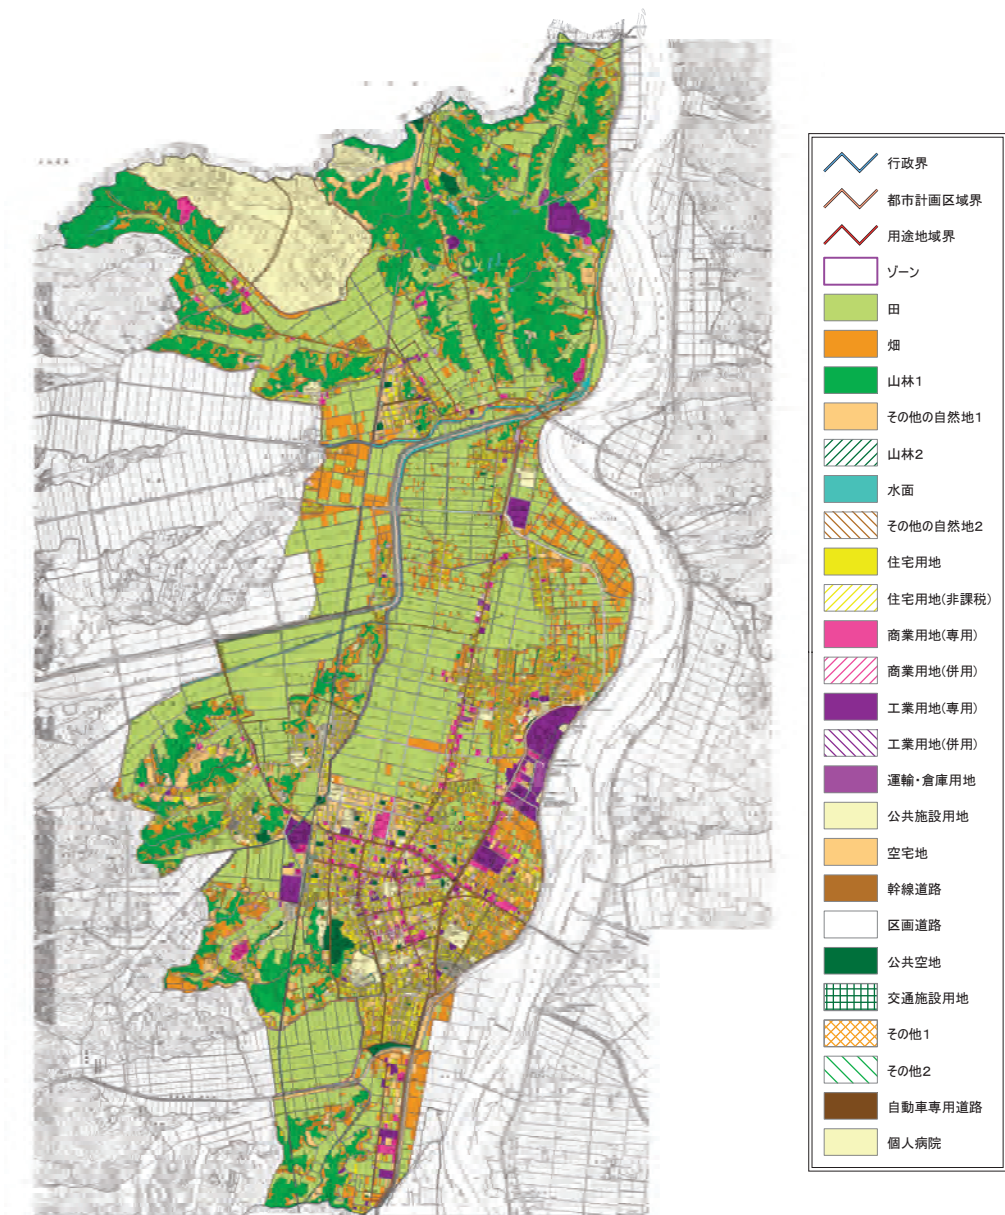 行政界
都市計画区域界
用途地域界
ゾーン
田
畑
山林1
その他の自然地1
山林2
水面
その他の自然地2
住宅用地
住宅用地(非課税)
商業用地(専用)
商業用地(併用)
工業用地(専用)
工業用地(併用)
運輸・倉庫用地
公共施設用地
空宅地
幹線道路
区画道路
公共空地
交通施設用地
その他1
その他2
自動車専用道路
個人病院